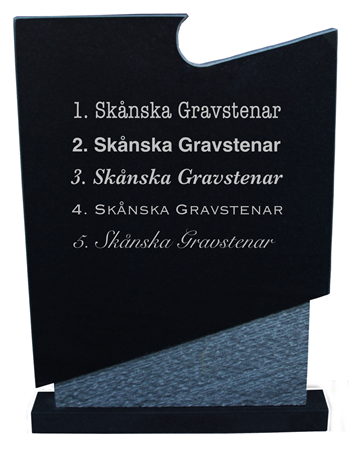 1. Skånska Gravstenar
2. Skånska Gravstenar
3. Skånska Gravstenar
4. Skånska Gravstenar
5. Skånska Gravstenar